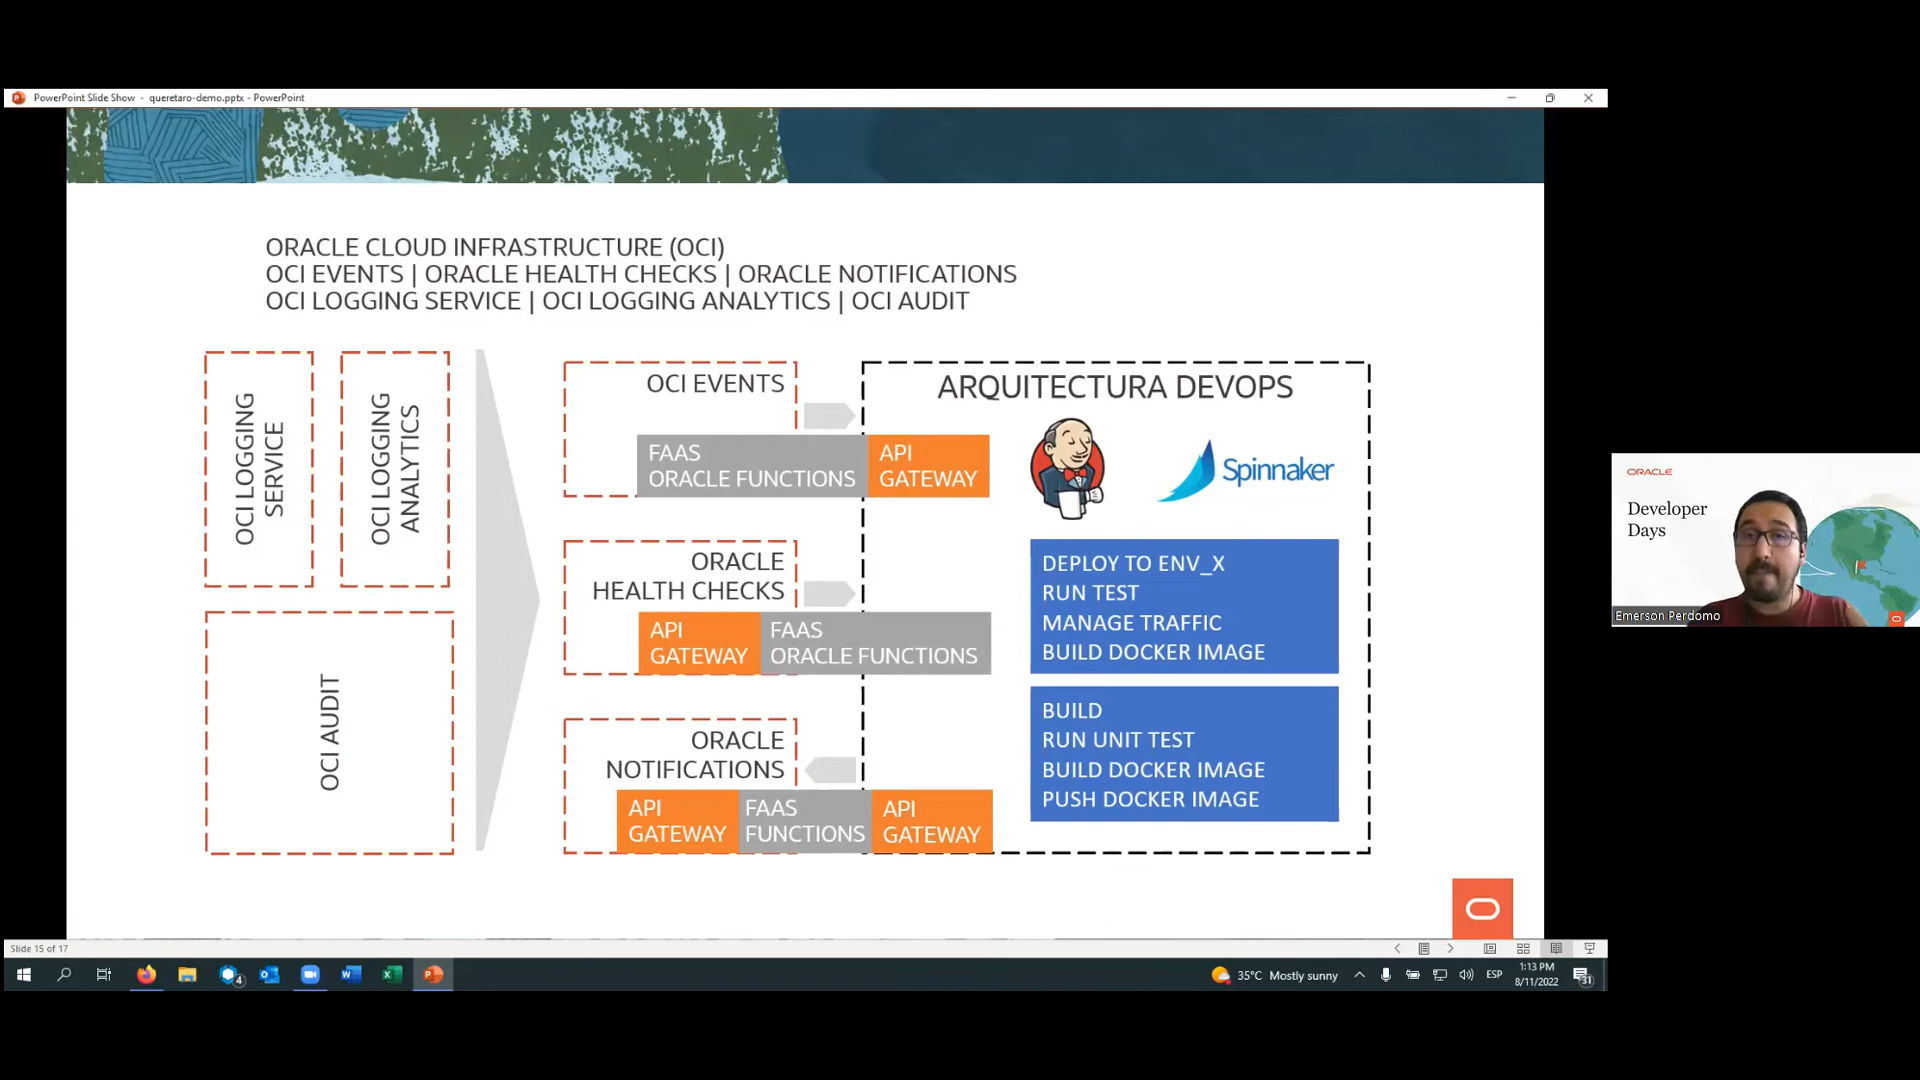 PowerPoint Slide Show - queretaro-demo.pptx - PowerPoint
ORACLE CLOUD INFRASTRUCTURE (OCI)
OCI EVENTS | ORACLE HEALTH CHECKS | ORACLE NOTIFICATIONS
OCI LOGGING SERVICE | OCI LOGGING ANALYTICS | OCI AUDIT
OCI LOGGING
SERVICE
OCI LOGGING
ANALYTICS
OCI AUDIT
OCI EVENTS
FAAS
ORACLE FUNCTIONS
API
GATEWAY
ORACLE
HEALTH CHECKS
API
GATEWAY
FAAS
ORACLE FUNCTIONS
ORACLE
NOTIFICATIONS
API
GATEWAY
FAAS
FUNCTIONS
API
GATEWAY
ARQUITECTURA DEVOPS
Spinnaker
DEPLOY TO ENV_X
RUN TEST
MANAGE TRAFFIC
BUILD DOCKER IMAGE
BUILD
RUN UNIT TEST
BUILD DOCKER IMAGE
PUSH DOCKER IMAGE
ORACLE
Developer
Days
Emerson Perdomo
Slide 15 of 17
4
35°C Mostly sunny
ESP
1:13 PM
8/11/2022
31